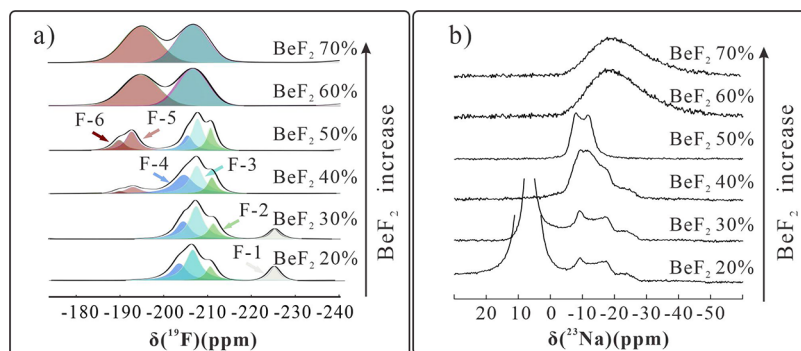 a)
BeF2 70%
BeF2 60%
F-6
F-5
BeF2 50%
F-4
F-3
BeF2 40%
F-2
BeF2 30%
F-1
BeF2 20%
-180 -190 -200 -210 -220 -230 -240
δ(19F)(ppm)
BeF2 increase
b)
BeF2 70%
BeF2 60%
BeF2 50%
BeF2 40%
BeF2 30%
BeF2 20%
20 10 0 -10 -20 -30 -40 -50
δ(23Na)(ppm)
BeF2 increase